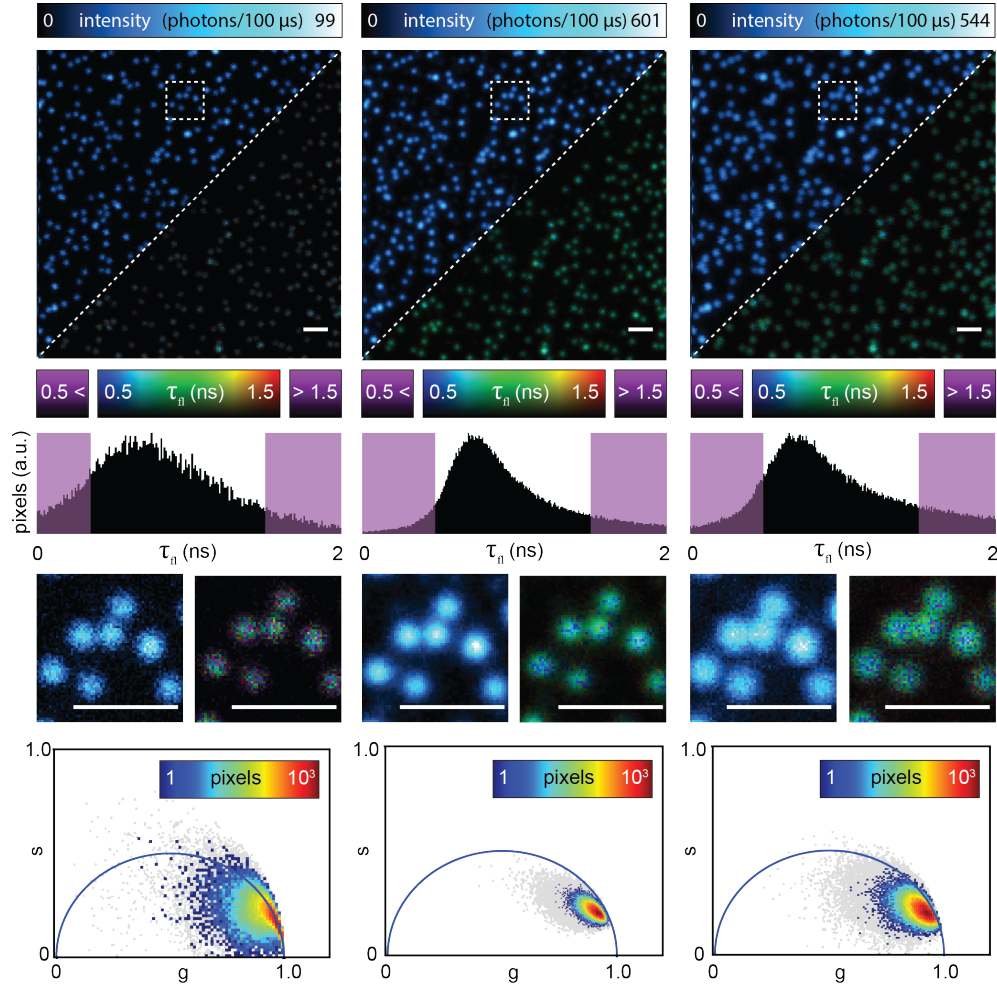 0 intensity (photons/100 µs) 99
0 intensity (photons/100 µs) 601
0 intensity (photons/100 µs) 544
0.5 < 0.5 τfl (ns) 1.5 > 1.5
0.5 < 0.5 τfl (ns) 1.5 > 1.5
0.5 < 0.5 τfl (ns) 1.5 > 1.5
pixels (a.u.)
0 τfl (ns) 2
0 τfl (ns) 2
0 τfl (ns) 2
1.0
1 pixels 10³
s
0
0 g 1.0
1.0
1 pixels 10³
s
0
0 g 1.0
1.0
1 pixels 10³
s
0
0 g 1.0